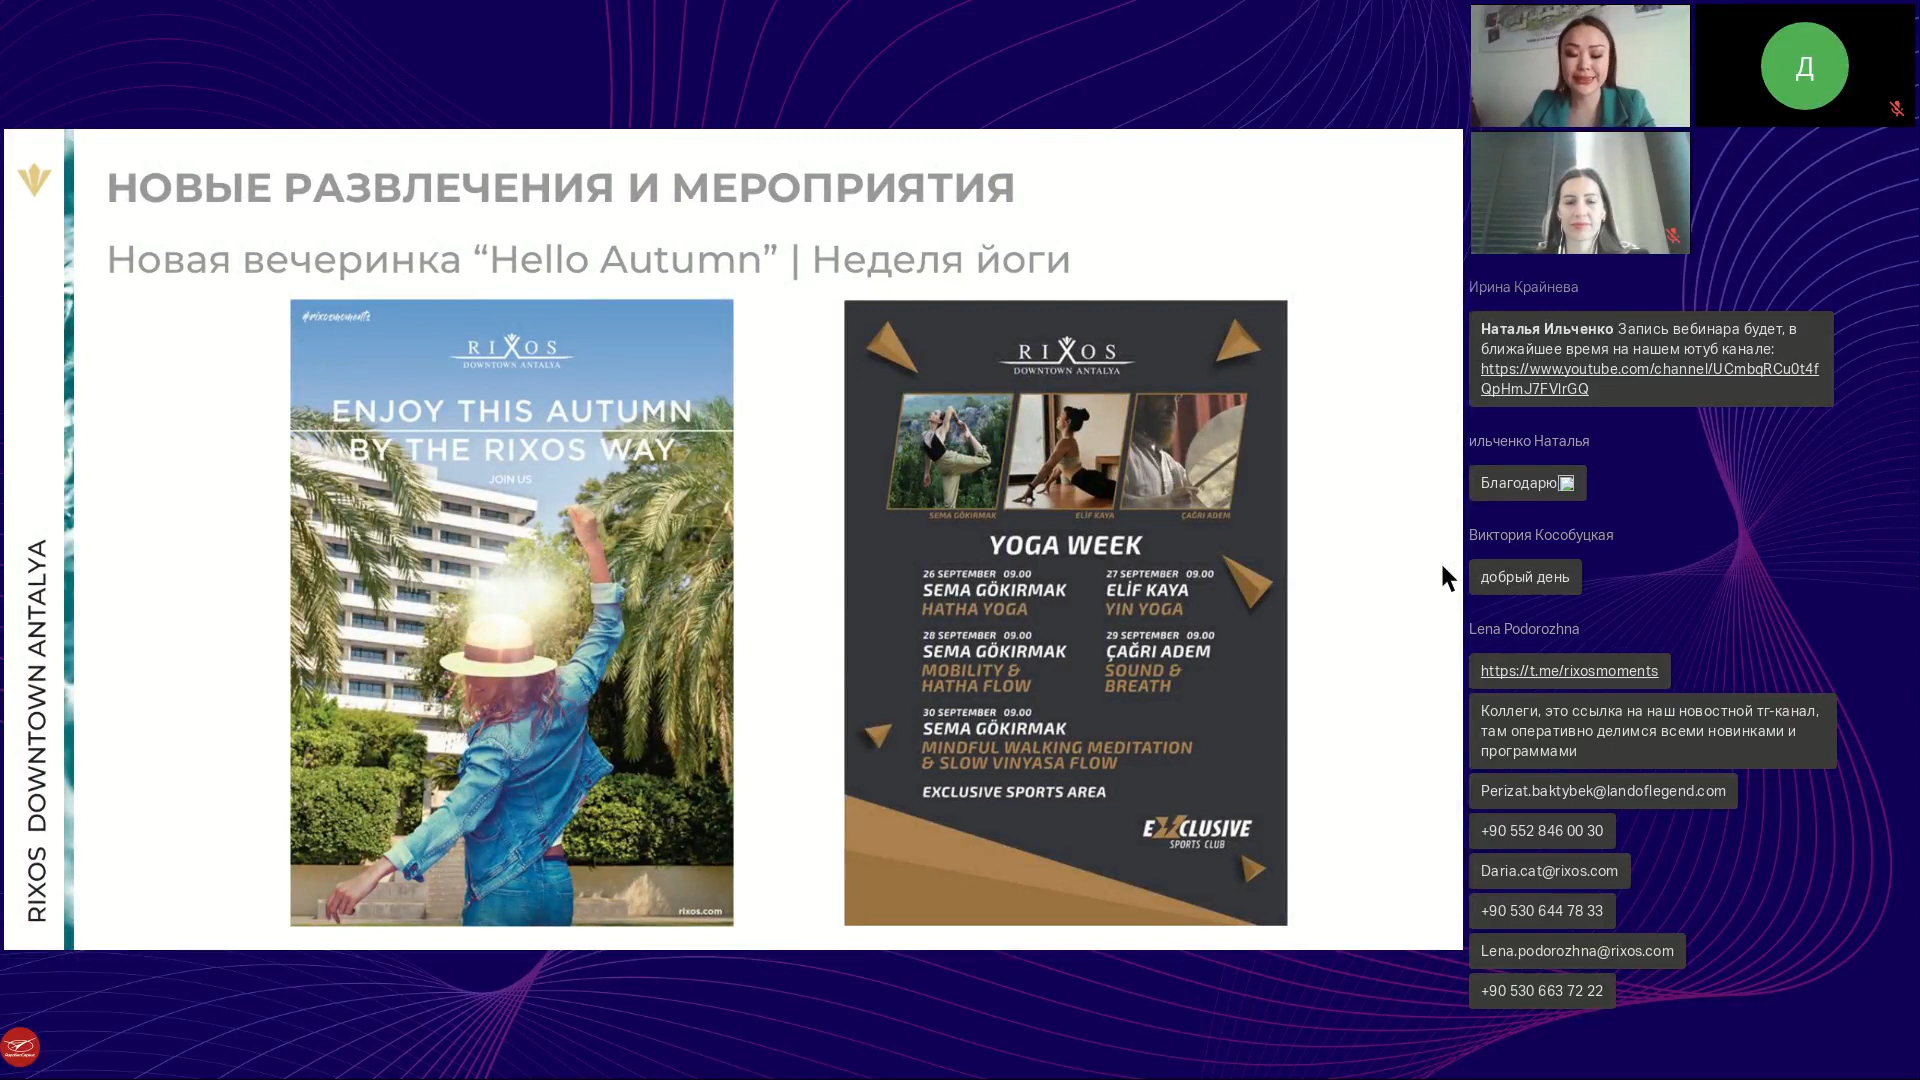 НОВЫЕ РАЗВЛЕЧЕНИЯ И МЕРОПРИЯТИЯ
Новая вечеринка “Hello Autumn” | Неделя йоги
RIXOS DOWNTOWN ANTALYA
#rixosmoments
RIXOS
DOWNTOWN ANTALYA
ENJOY THIS AUTUMN
BY THE RIXOS WAY
JOIN US
rixos.com
RIXOS
DOWNTOWN ANTALYA
SEMA GÖKIRMAK
ELİF KAYA
ÇAĞRI ADEM
YOGA WEEK
26 SEPTEMBER 09.00
SEMA GÖKIRMAK
HATHA YOGA
27 SEPTEMBER 09.00
ELİF KAYA
YIN YOGA
28 SEPTEMBER 09.00
SEMA GÖKIRMAK
MOBILITY &
HATHA FLOW
29 SEPTEMBER 09.00
ÇAĞRI ADEM
SOUND &
BREATH
30 SEPTEMBER 09.00
SEMA GÖKIRMAK
MINDFUL WALKING MEDITATION
& SLOW VINYASA FLOW
EXCLUSIVE SPORTS AREA
EXCLUSIVE
SPORTS CLUB
Д
Ирина Крайнева
Наталья Ильченко Запись вебинара будет, в
ближайшее время на нашем ютуб канале:
https://www.youtube.com/channel/UCmbqRCu0t4f
QpHmJ7FVlrGQ
ильченко Наталья
Благодарю
Виктория Кособуцкая
добрый день
Lena Podorozhna
https://t.me/rixosmoments
Коллеги, это ссылка на наш новостной тг-канал,
там оперативно делимся всеми новинками и
программами
Perizat.baktybek@landoflegend.com
+90 552 846 00 30
Daria.cat@rixos.com
+90 530 644 78 33
Lena.podorozhna@rixos.com
+90 530 663 72 22